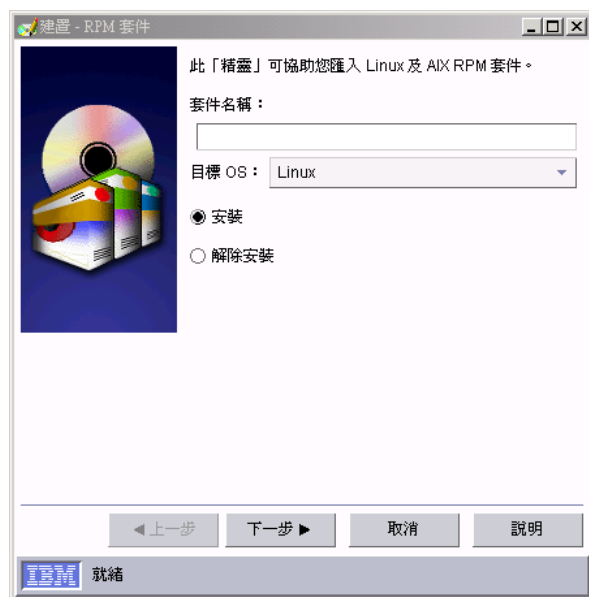 建置 - RPM 套件
此「精靈」可協助您匯入 Linux 及 AIX RPM 套件。
套件名稱：
目標 OS： Linux
安裝
解除安裝
◀上一步 下一步▶ 取消 說明
IBM 就緒